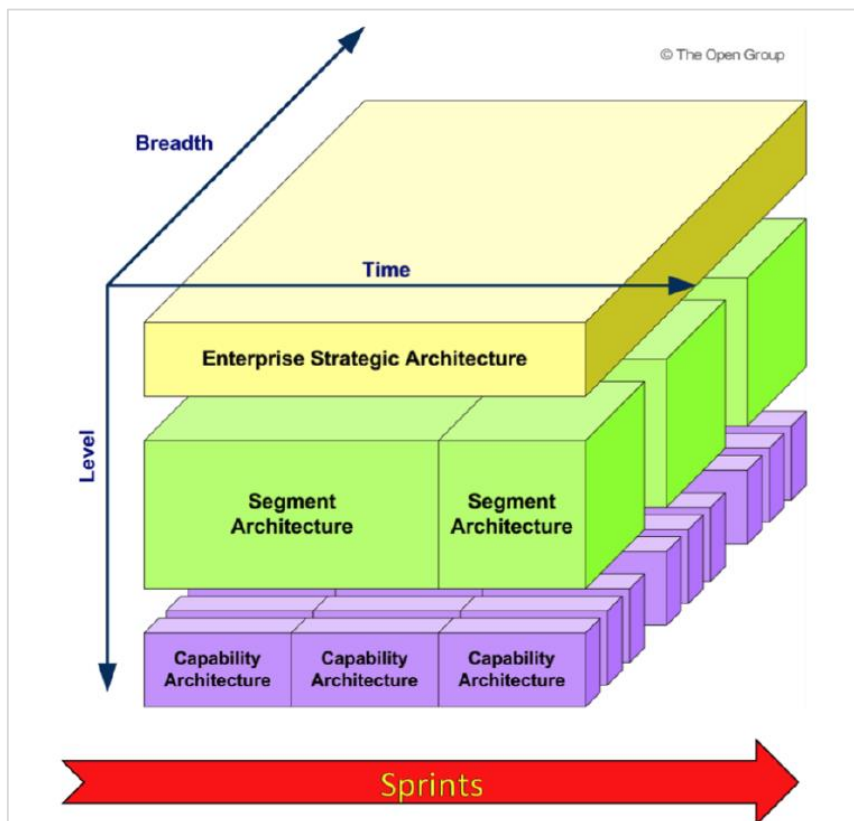 © The Open Group
Breadth
Time
Enterprise Strategic Architecture
Level
Segment
Architecture
Segment
Architecture
Capability
Architecture
Capability
Architecture
Capability
Architecture
Sprints